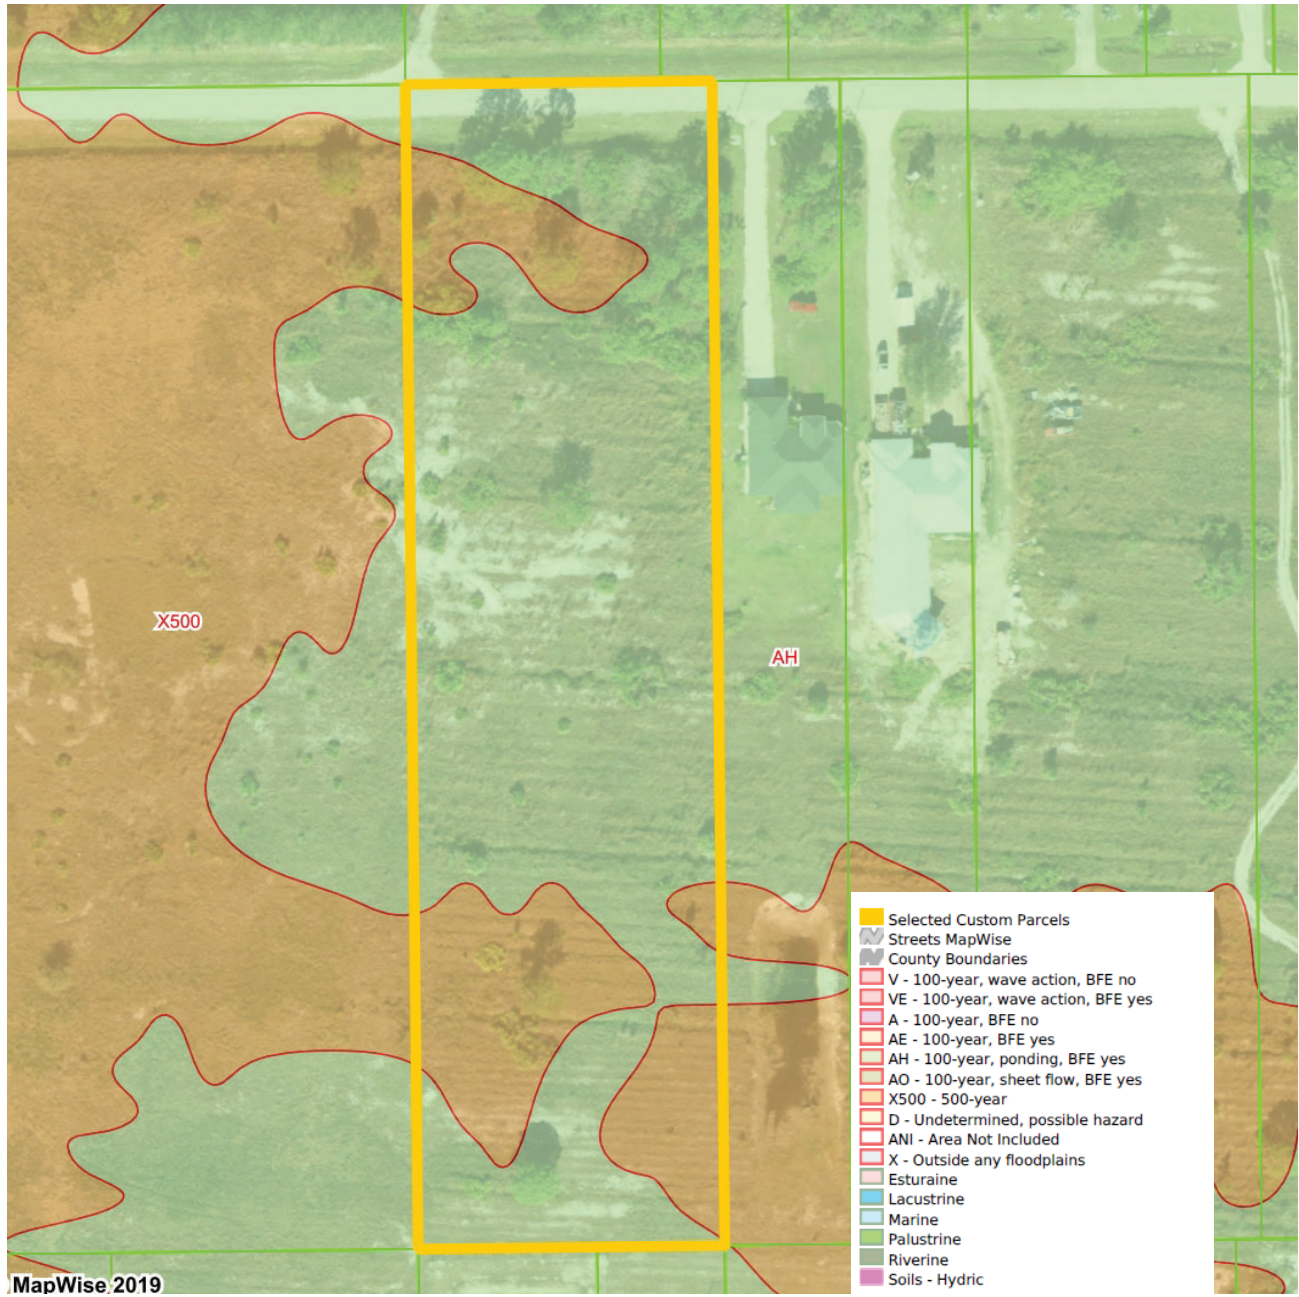 X500
AH
Selected Custom Parcels
Streets MapWise
County Boundaries
V - 100-year, wave action, BFE no
VE - 100-year, wave action, BFE yes
A - 100-year, BFE no
AE - 100-year, BFE yes
AH - 100-year, ponding, BFE yes
AO - 100-year, sheet flow, BFE yes
X500 - 500-year
D - Undetermined, possible hazard
ANI - Area Not Included
X - Outside any floodplains
Esturaine
Lacustrine
Marine
Palustrine
Riverine
Soils - Hydric
MapWise 2019